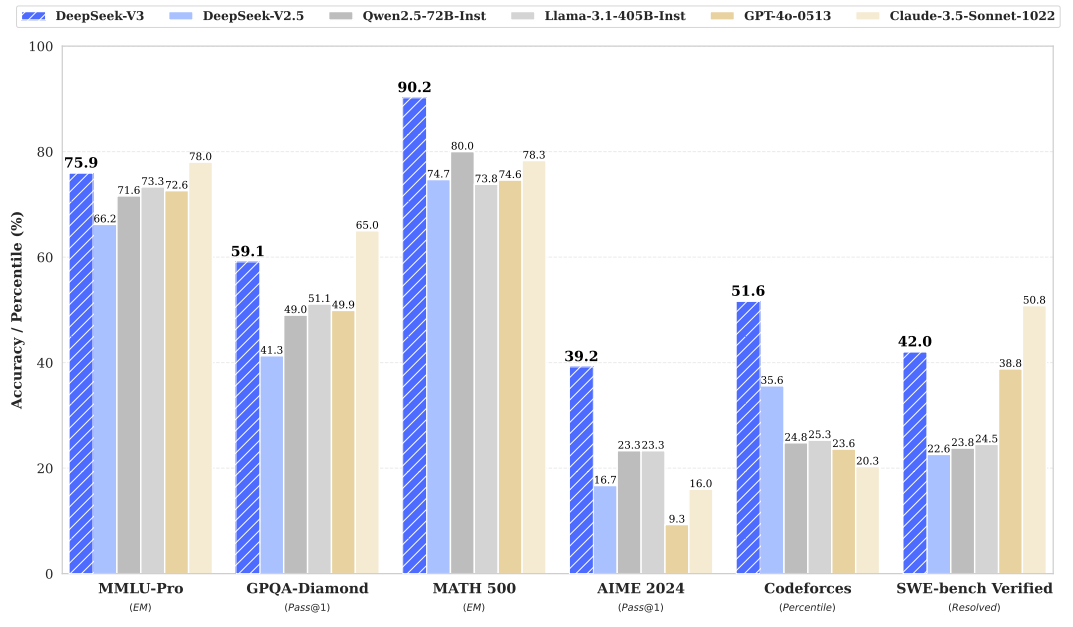 DeepSeek-V3 DeepSeek-V2.5 Qwen2.5-72B-Inst Llama-3.1-405B-Inst GPT-4o-0513 Claude-3.5-Sonnet-1022
Accuracy / Percentile (%)
100
80
60
40
20
0
75.9 66.2 71.6 73.3 72.6 78.0
59.1 41.3 49.0 51.1 49.9 65.0
90.2 74.7 80.0 73.8 74.6 78.3
39.2 16.7 23.3 23.3 9.3 16.0
51.6 35.6 24.8 25.3 23.6 20.3
42.0 22.6 23.8 24.5 38.8 50.8
MMLU-Pro GPQA-Diamond MATH 500 AIME 2024 Codeforces SWE-bench Verified
(EM) (Pass@1) (EM) (Pass@1) (Percentile) (Resolved)